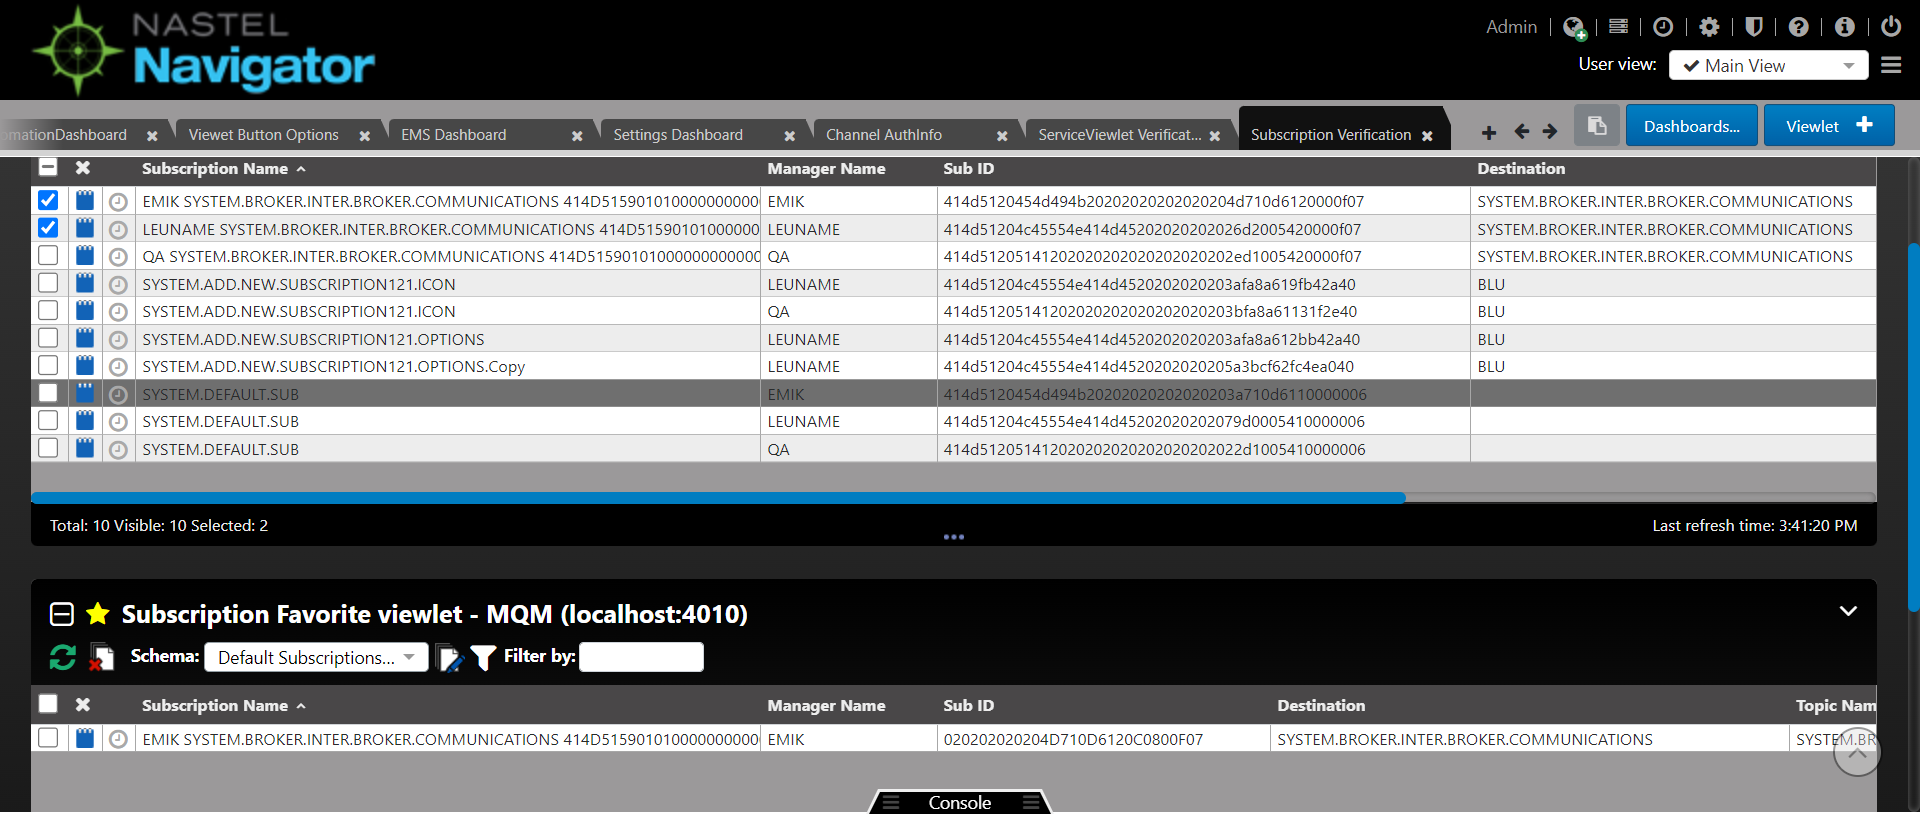 NASTEL
Navigator
Admin
User view: Main View
omationDashboard Viewet Button Options EMS Dashboard Settings Dashboard Channel AuthInfo ServiceViewlet Verificat... Subscription Verification Dashboards... Viewlet
Subscription Name Manager Name Sub ID Destination
EMIK SYSTEM.BROKER.INTER.BROKER.COMMUNICATIONS 414D515901010000000000 EMIK 414d5120454d494b20202020202020204d710d6120000f07 SYSTEM.BROKER.INTER.BROKER.COMMUNICATIONS
LEUNAME SYSTEM.BROKER.INTER.BROKER.COMMUNICATIONS 414D51590101000000 LEUNAME 414d51204c45554e414d45202020202026d2005420000f07 SYSTEM.BROKER.INTER.BROKER.COMMUNICATIONS
QA SYSTEM.BROKER.INTER.BROKER.COMMUNICATIONS 414D51590101000000000000 QA 414d51205141202020202020202020202ed1005420000f07 SYSTEM.BROKER.INTER.BROKER.COMMUNICATIONS
SYSTEM.ADD.NEW.SUBSCRIPTION121.ICON LEUNAME 414d51204c45554e414d4520202020203afa8a619fb42a40 BLU
SYSTEM.ADD.NEW.SUBSCRIPTION121.ICON QA 414d51205141202020202020202020203bfa8a61131f2e40 BLU
SYSTEM.ADD.NEW.SUBSCRIPTION121.OPTIONS LEUNAME 414d51204c45554e414d4520202020203afa8a612bb42a40 BLU
SYSTEM.ADD.NEW.SUBSCRIPTION121.OPTIONS.Copy LEUNAME 414d51204c45554e414d4520202020205a3bcf62fc4ea040 BLU
SYSTEM.DEFAULT.SUB EMIK 414d5120454d494b20202020202020203a710d6110000006
SYSTEM.DEFAULT.SUB LEUNAME 414d51204c45554e414d45202020202079d0005410000006
SYSTEM.DEFAULT.SUB QA 414d51205141202020202020202020202022d1005410000006
Total: 10 Visible: 10 Selected: 2 Last refresh time: 3:41:20 PM
Subscription Favorite viewlet - MQM (localhost:4010)
Schema: Default Subscriptions... Filter by:
Subscription Name Manager Name Sub ID Destination Topic Nam
EMIK SYSTEM.BROKER.INTER.BROKER.COMMUNICATIONS 414D515901010000000000 EMIK 020202020204D710D6120C0800F07 SYSTEM.BROKER.INTER.BROKER.COMMUNICATIONS SYSTEM.BR
Console